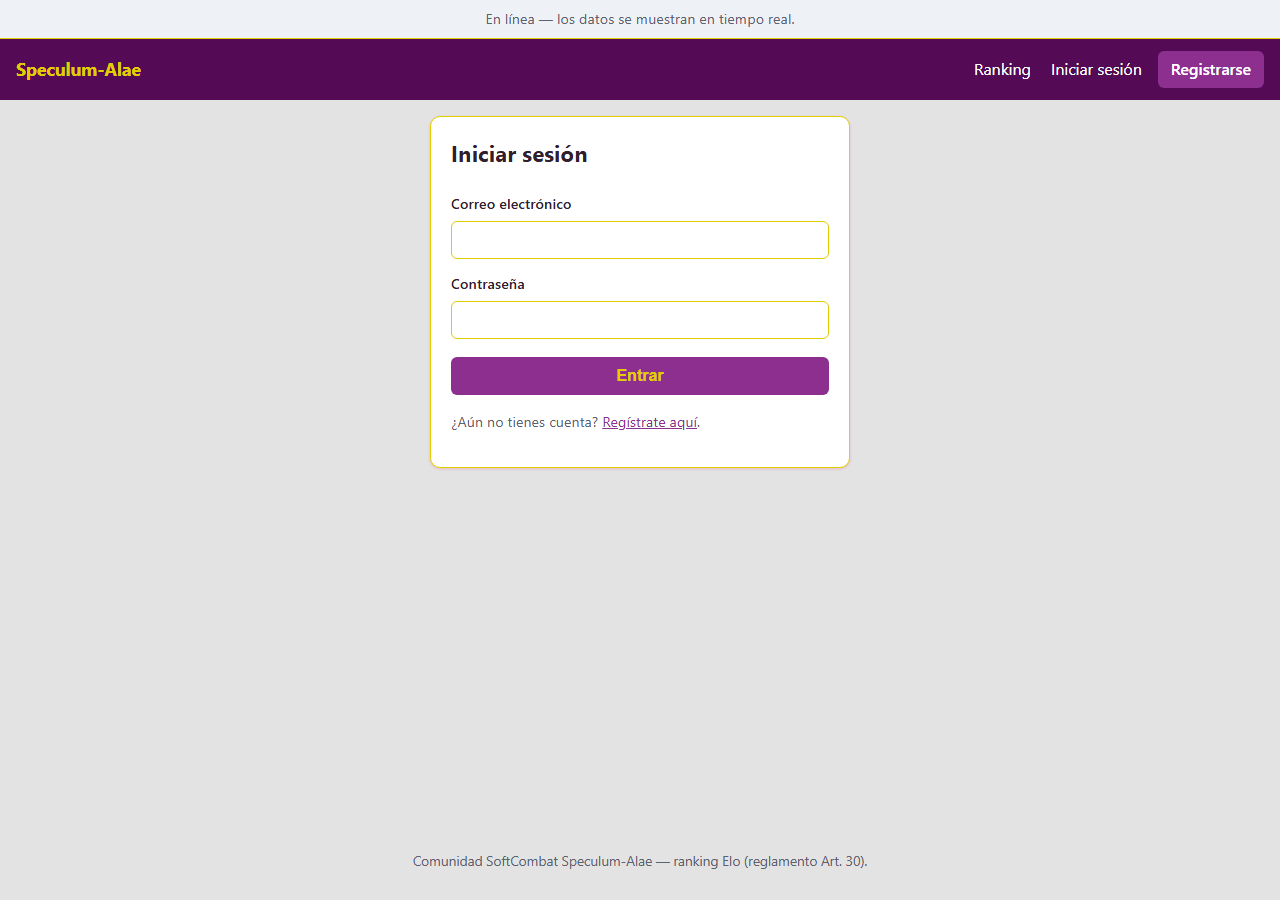 En línea — los datos se muestran en tiempo real.
Speculum-Alae
Ranking
Iniciar sesión
Registrarse
Iniciar sesión
Correo electrónico
Contraseña
Entrar
¿Aún no tienes cuenta? Regístrate aquí.
Comunidad SoftCombat Speculum-Alae — ranking Elo (reglamento Art. 30).